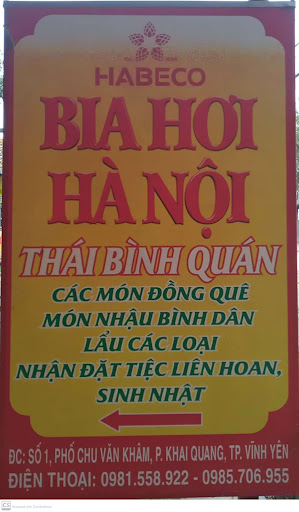 HABECO
BIA HƠI
HÀ NỘI
THÁI BÌNH QUÁN
CÁC MÓN ĐỒNG QUÊ
MÓN NHẬU BÌNH DÂN
LẨU CÁC LOẠI
NHẬN ĐẶT TIỆC LIÊN HOAN,
SINH NHẬT
ĐC: SỐ 1, PHỐ CHU VĂN KHÂM, P. KHAI QUANG, TP. VĨNH YÊN
ĐIỆN THOẠI: 0981.558.922 - 0985.706.955
CS